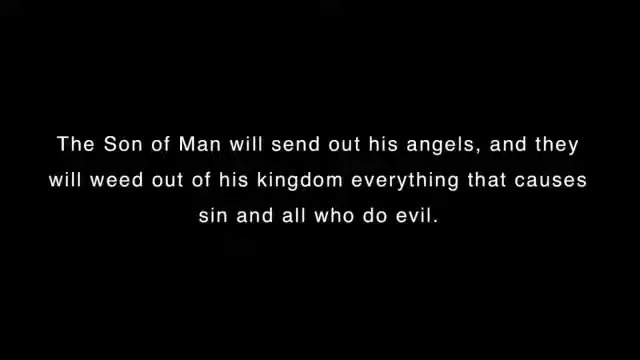 The Son of Man will send out his angels, and they
will weed out of his kingdom everything that causes
sin and all who do evil.